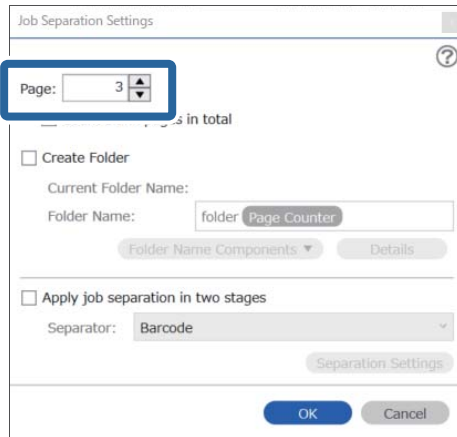 Job Separation Settings
?
Page: 3
in total
Create Folder
Current Folder Name:
Folder Name: folder Page Counter
Folder Name Components ▼ Details
Apply job separation in two stages
Separator: Barcode
Separation Settings
OK Cancel